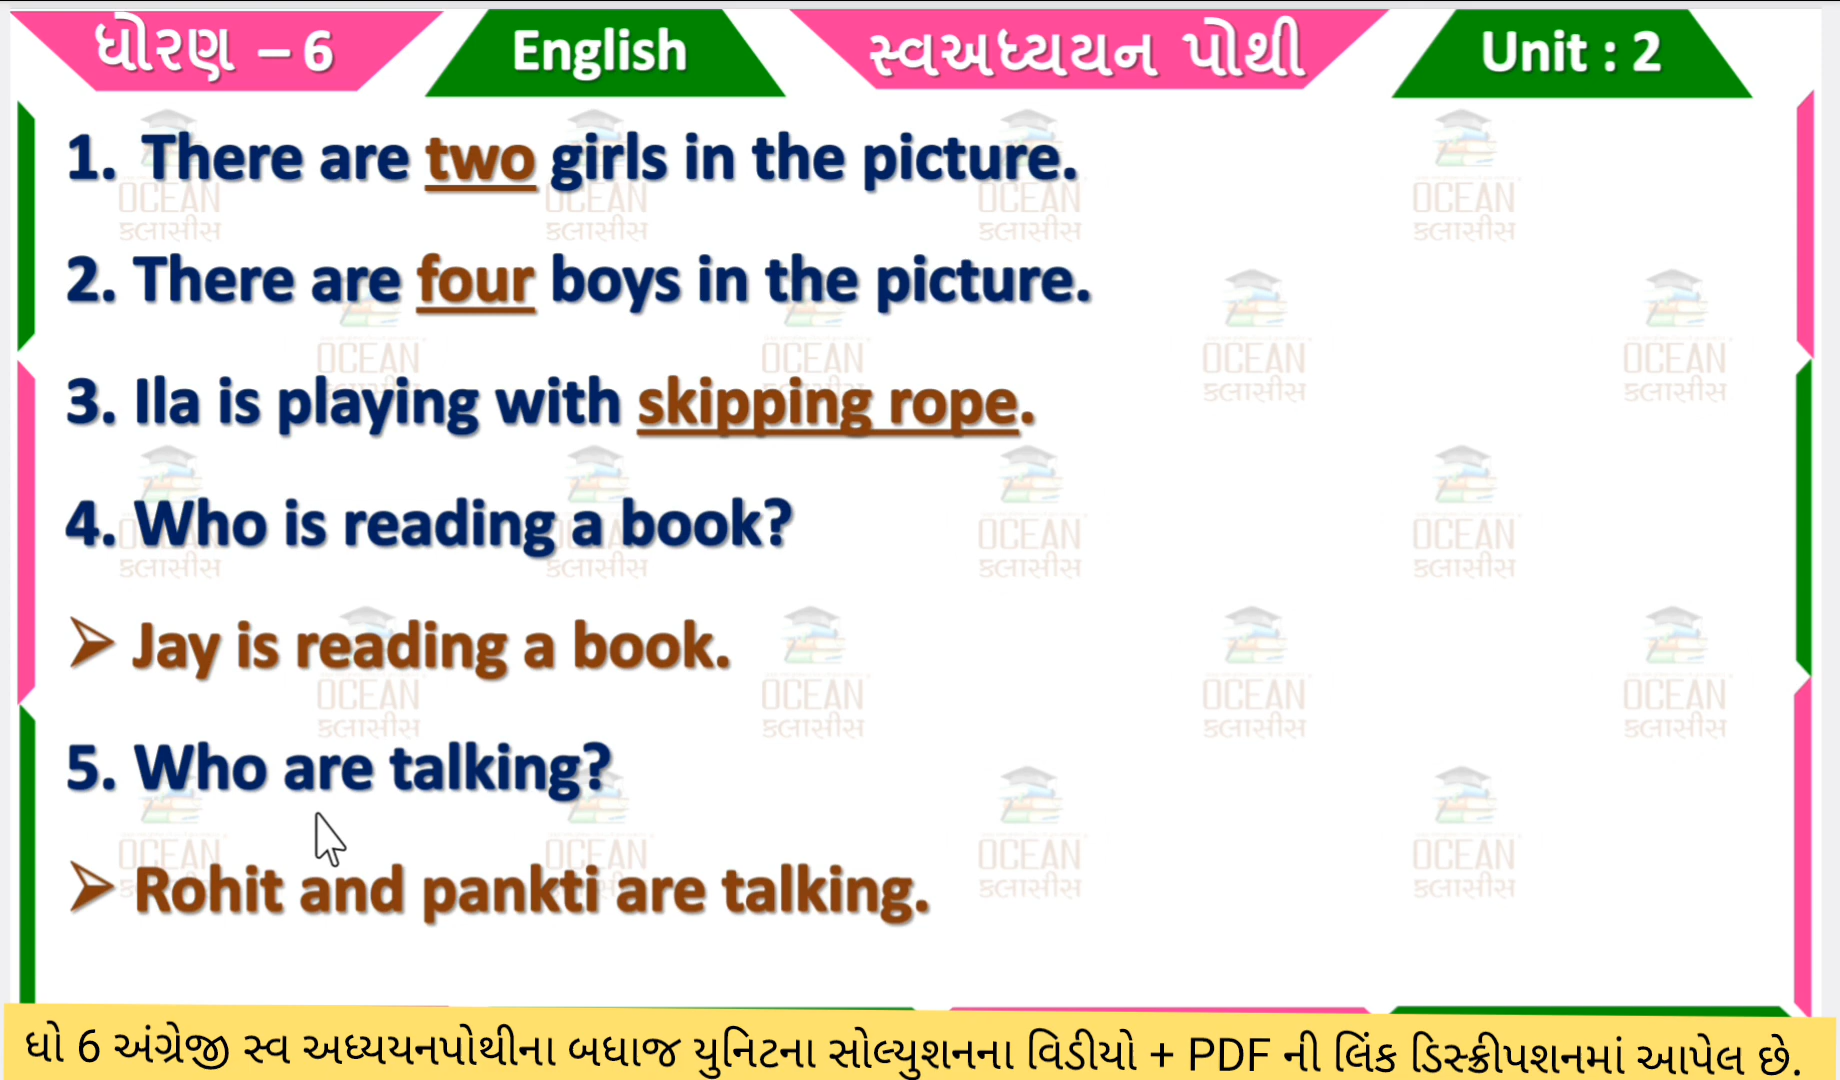 ધોરણ – 6 English સ્વઅધ્યયન પોથી Unit : 2
1. There are two girls in the picture.
2. There are four boys in the picture.
3. Ila is playing with skipping rope.
4. Who is reading a book?
➢ Jay is reading a book.
5. Who are talking?
➢ Rohit and pankti are talking.
OCEAN
ક્લાસીસ
ધો 6 અંગ્રેજી સ્વ અધ્યયનપોથીના બધાજ યુનિટના સોલ્યુશનના વિડીયો + PDF ની લિંક ડિસ્ક્રીપશનમાં આપેલ છે.